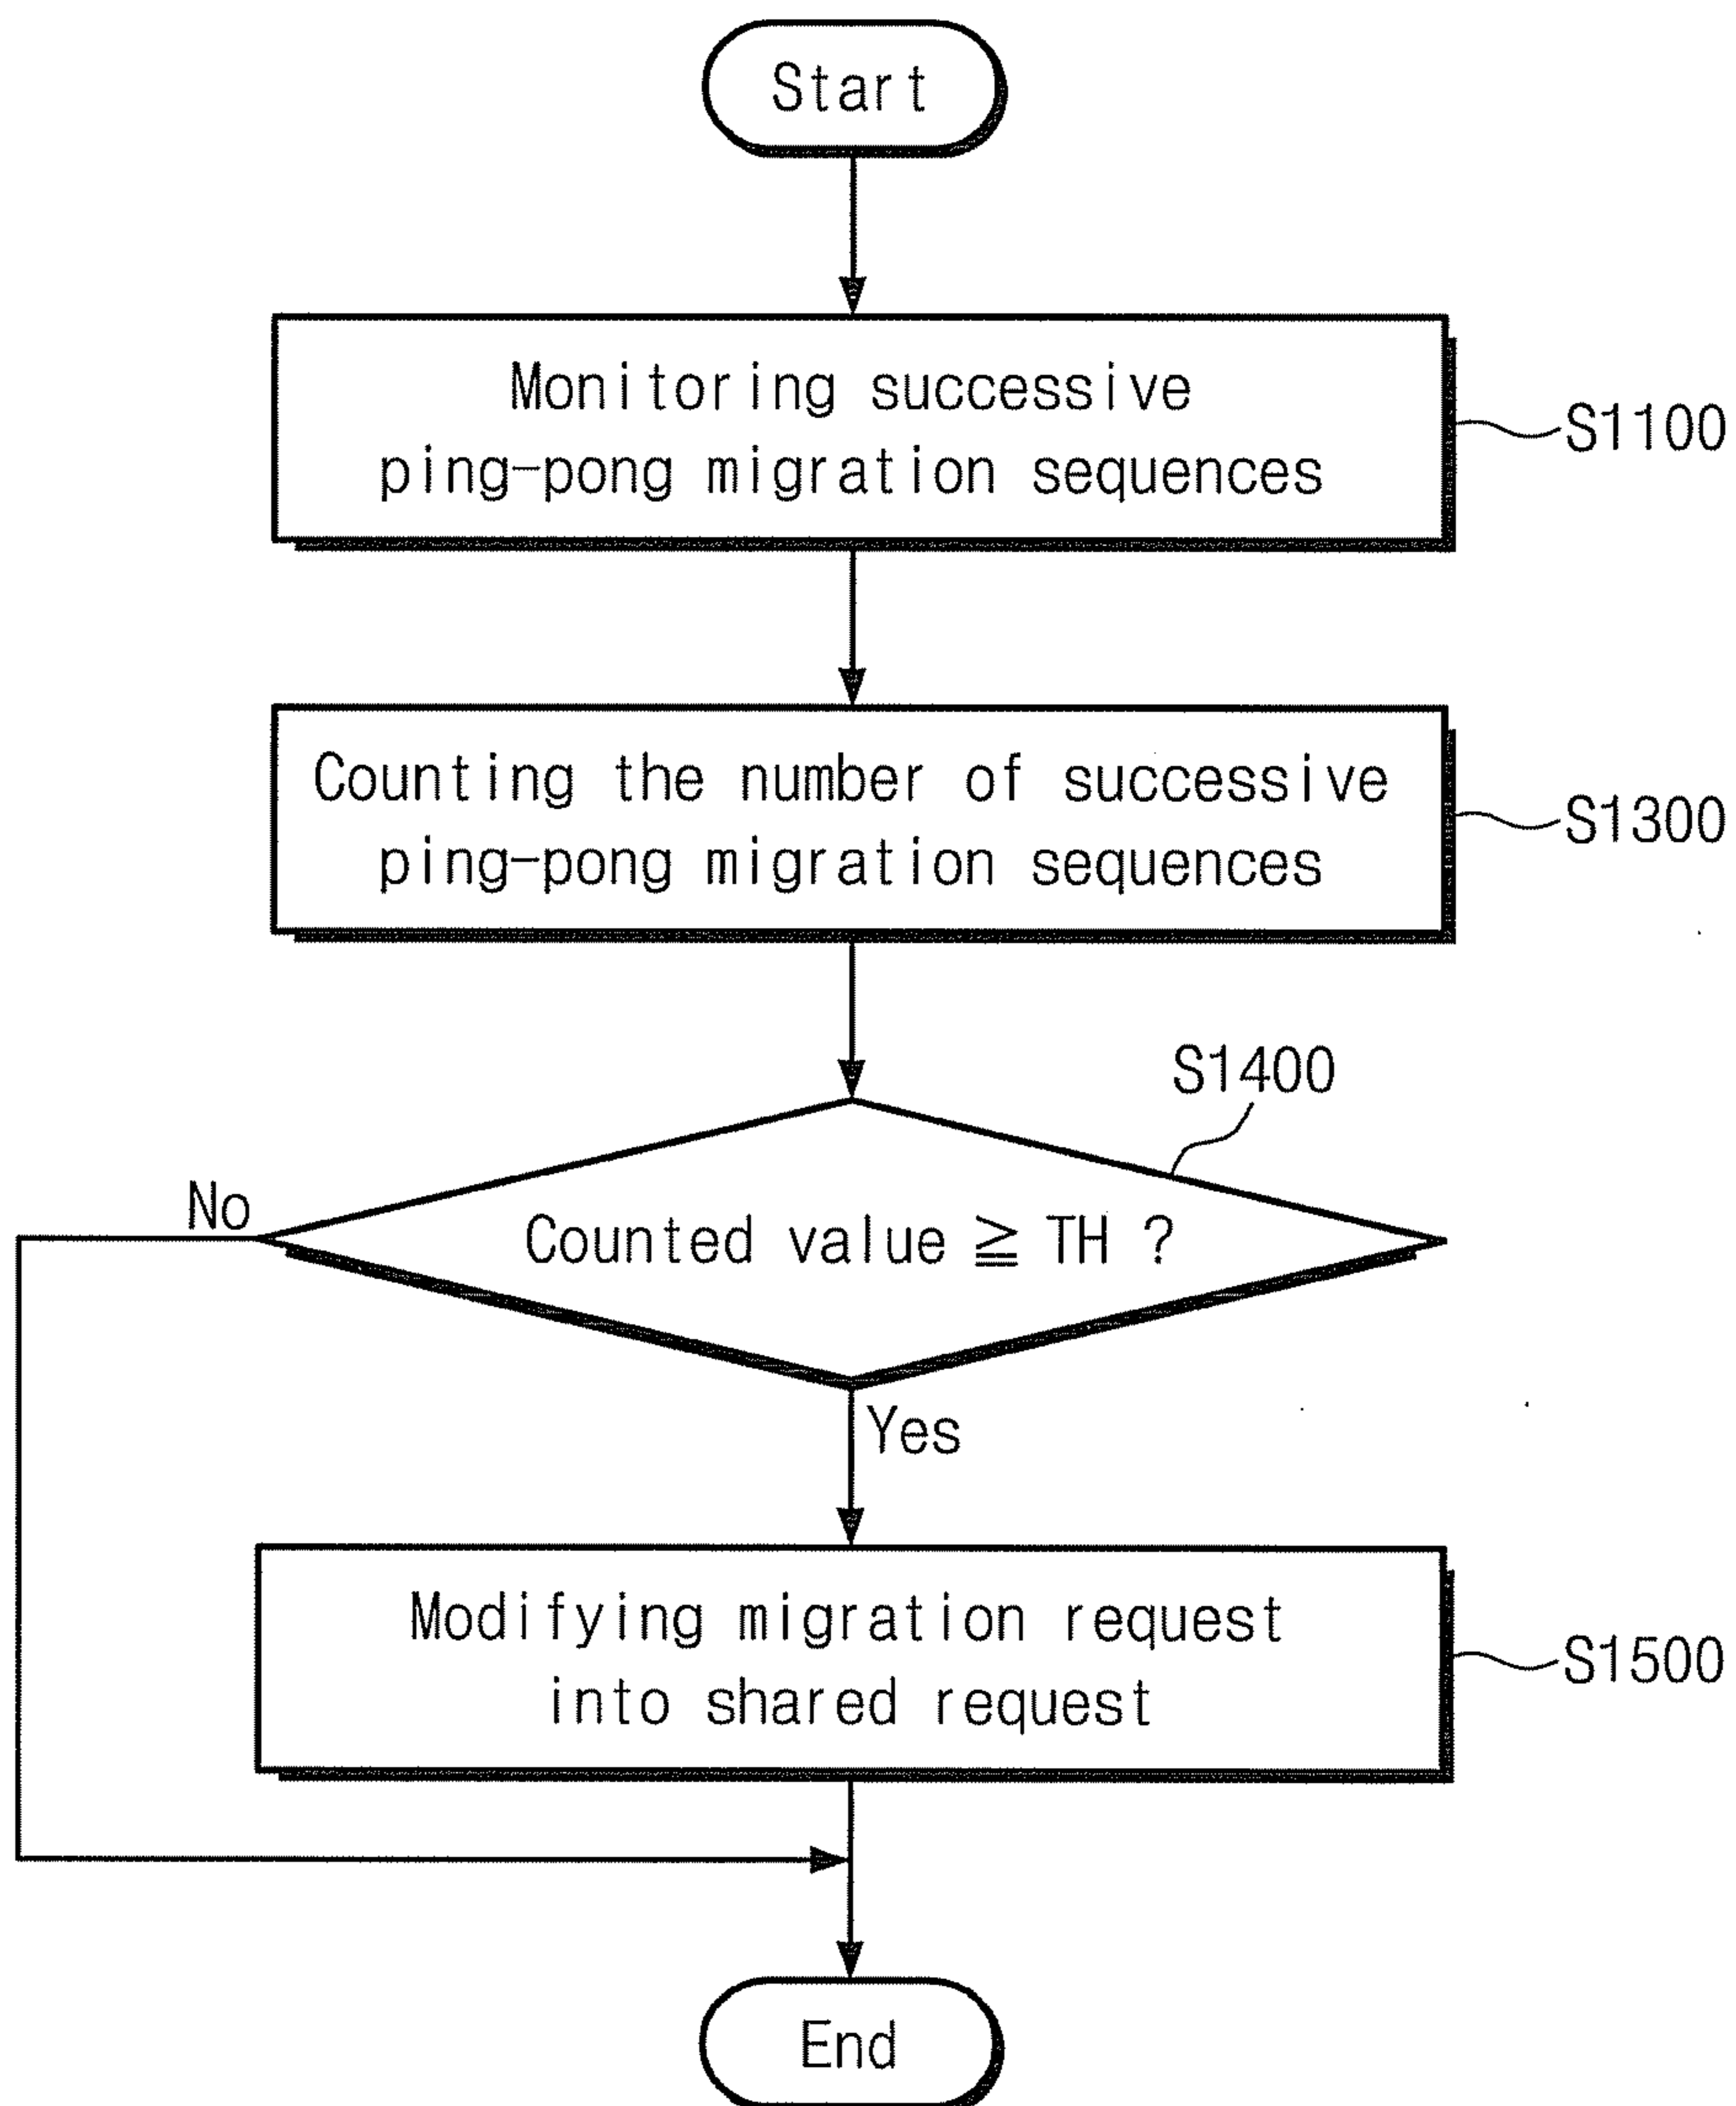 Start
Monitoring successive
ping-pong migration sequences
S1100
Counting the number of successive
ping-pong migration sequences
S1300
S1400
No
Counted value ≧ TH ?
Yes
Modifying migration request
into shared request
S1500
End